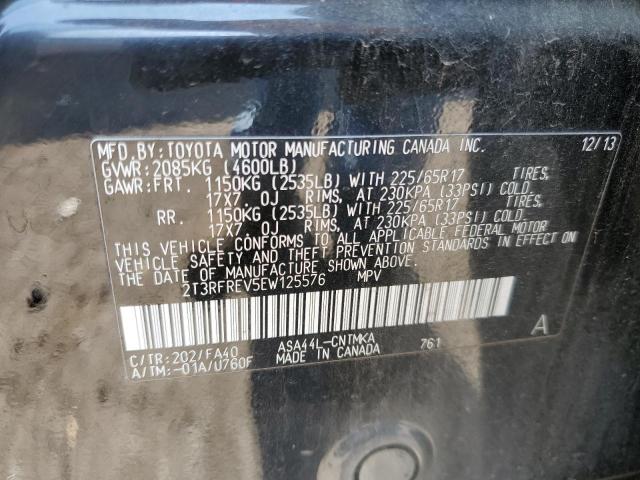 MFD.BY:TOYOTA MOTOR MANUFACTURING CANADA INC. 12/13
GVWR:2085KG (4600LB)
GAWR:FRT. 1150KG (2535LB) WITH 225/65R17 TIRES,
17X7.0J RIMS, AT 230KPA (33PSI) COLD.
RR. 1150KG (2535LB) WITH 225/65R17 TIRES,
17X7.0J RIMS, AT 230KPA (33PSI) COLD.
THIS VEHICLE CONFORMS TO ALL APPLICABLE FEDERAL MOTOR
VEHICLE SAFETY AND THEFT PREVENTION STANDARDS IN EFFECT ON
THE DATE OF MANUFACTURE SHOWN ABOVE.
2T3RFREV5EW125576 MPV
C/TR:202/FA40 ASA44L-CNTMKA 761 A
A/TM:-01A/U760F MADE IN CANADA